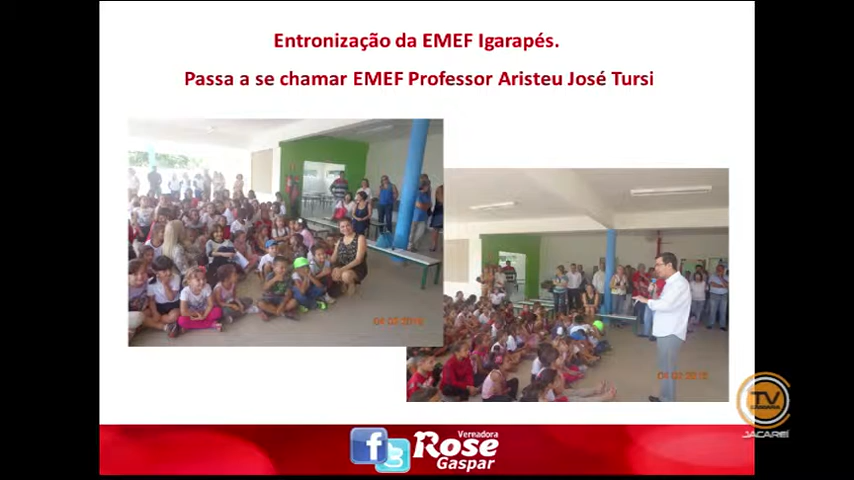 Entronização da EMEF Igarapés.
Passa a se chamar EMEF Professor Aristeu José Tursi
Vereadora
Rose
Gaspar
TV
JACAREÍ